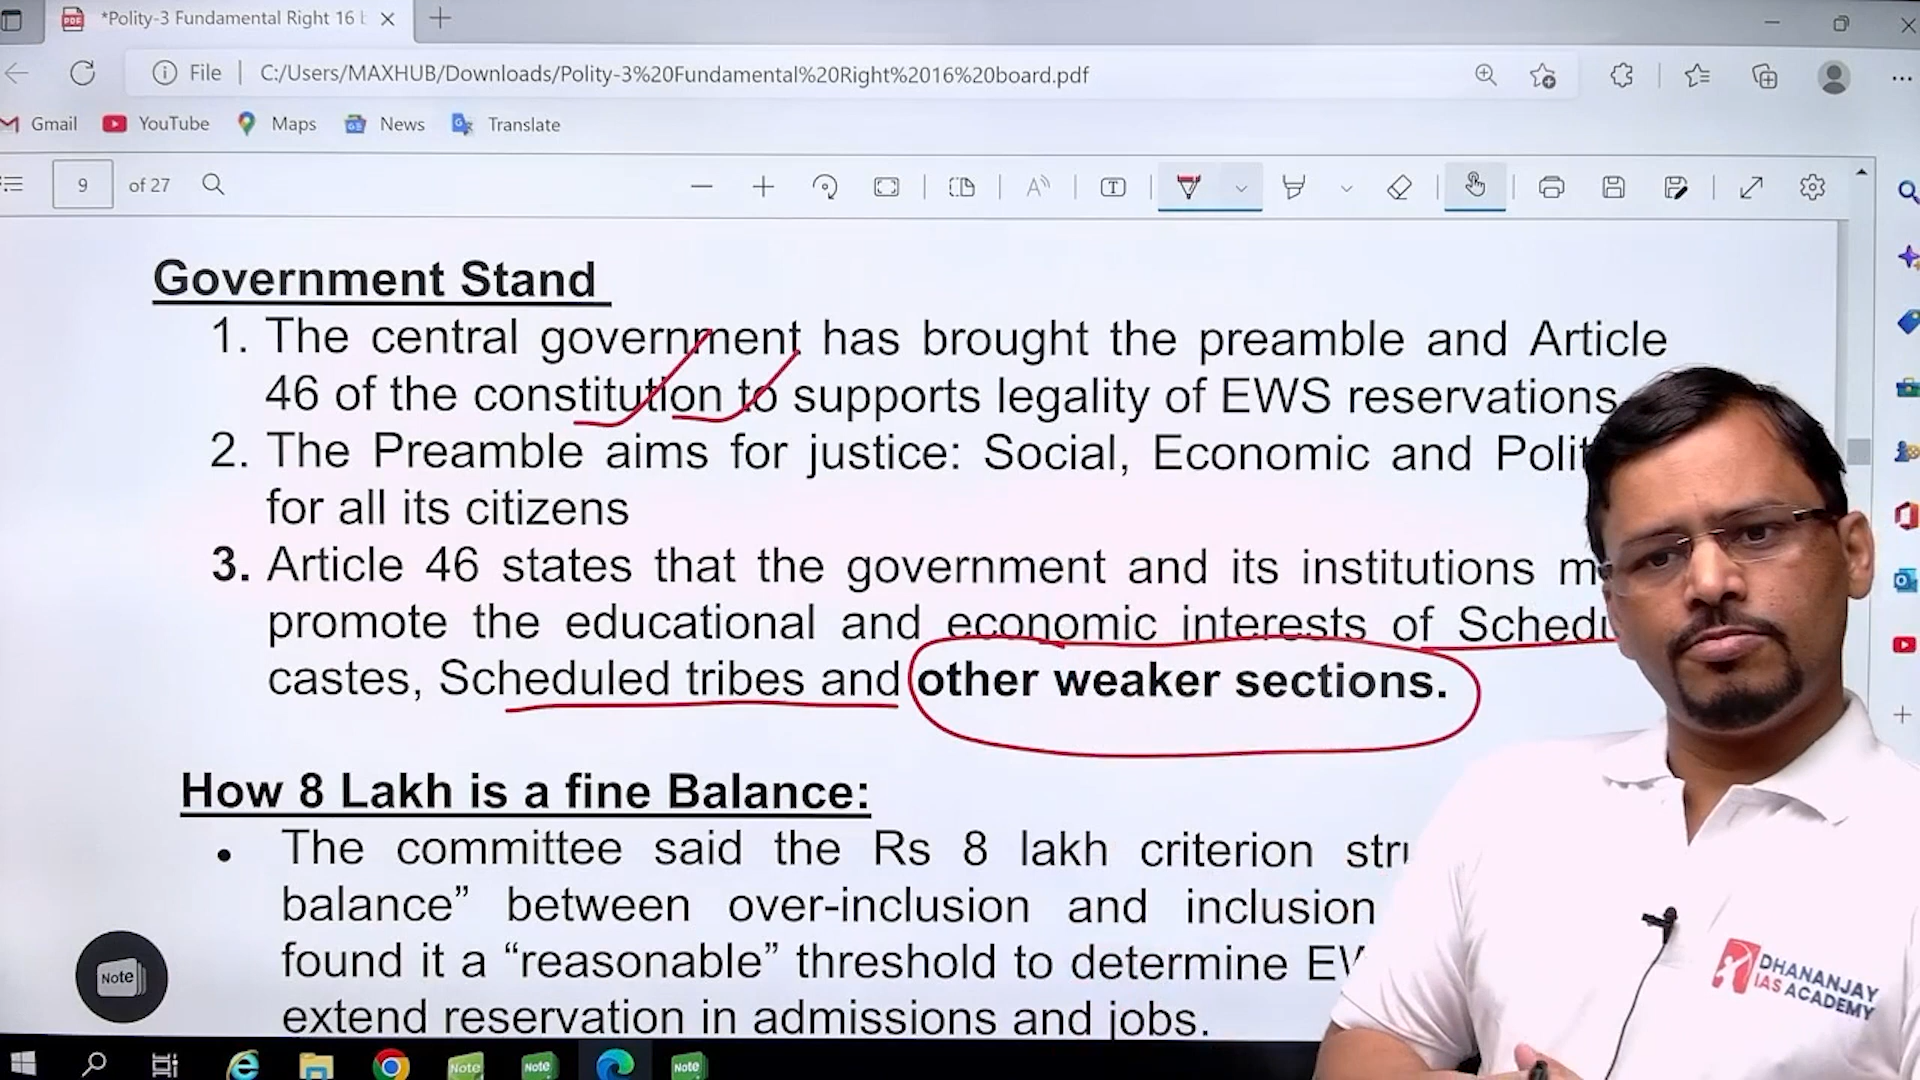 *Polity-3 Fundamental Right 16
File
C:/Users/MAXHUB/Downloads/Polity-3%20Fundamental%20Right%2016%20board.pdf
Gmail YouTube Maps News Translate
9 of 27
Government Stand
1. The central government has brought the preamble and Article
46 of the constitution to supports legality of EWS reservations
2. The Preamble aims for justice: Social, Economic and
for all its citizens
3. Article 46 states that the government and its institutions
promote the educational and economic interests of
castes, Scheduled tribes and other weaker sections.
How 8 Lakh is a fine Balance:
• The committee said the Rs 8 lakh criterion
balance” between over-inclusion and inclusion
found it a “reasonable” threshold to determine
extend reservation in admissions and jobs.
Note
DHANANJAY
IAS ACADEMY
Note Note Note